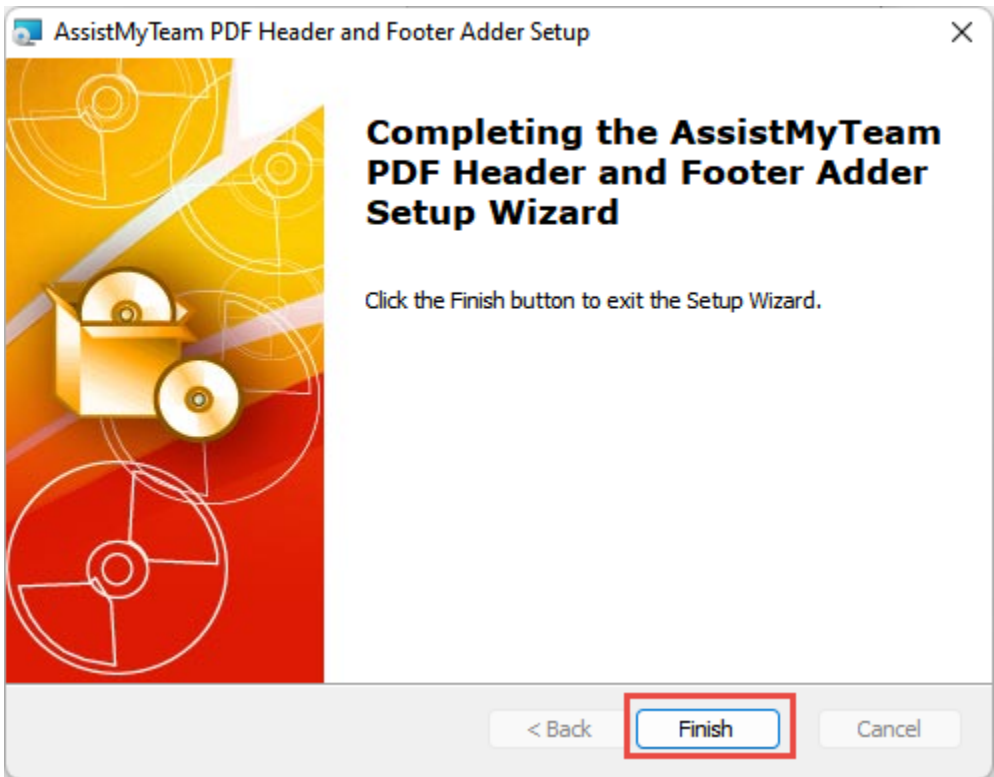 AssistMyTeam PDF Header and Footer Adder Setup
Completing the AssistMyTeam
PDF Header and Footer Adder
Setup Wizard
Click the Finish button to exit the Setup Wizard.
< Back
Finish
Cancel